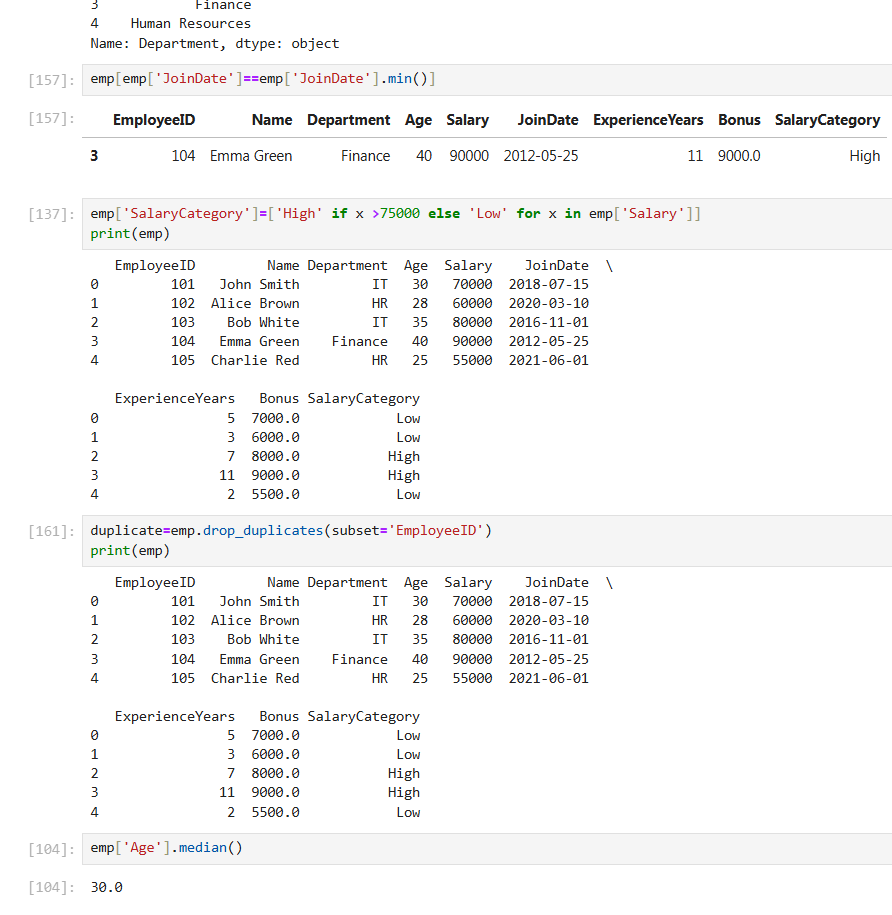 3 Finance
4 Human Resources
Name: Department, dtype: object
[157]: emp[emp['JoinDate']==emp['JoinDate'].min()]
[157]: EmployeeID Name Department Age Salary JoinDate ExperienceYears Bonus SalaryCategory
3 104 Emma Green Finance 40 90000 2012-05-25 11 9000.0 High
[137]: emp['SalaryCategory']=['High' if x >75000 else 'Low' for x in emp['Salary']]
print(emp)
EmployeeID Name Department Age Salary JoinDate \
0 101 John Smith IT 30 70000 2018-07-15
1 102 Alice Brown HR 28 60000 2020-03-10
2 103 Bob White IT 35 80000 2016-11-01
3 104 Emma Green Finance 40 90000 2012-05-25
4 105 Charlie Red HR 25 55000 2021-06-01
ExperienceYears Bonus SalaryCategory
0 5 7000.0 Low
1 3 6000.0 Low
2 7 8000.0 High
3 11 9000.0 High
4 2 5500.0 Low
[161]: duplicate=emp.drop_duplicates(subset='EmployeeID')
print(emp)
EmployeeID Name Department Age Salary JoinDate \
0 101 John Smith IT 30 70000 2018-07-15
1 102 Alice Brown HR 28 60000 2020-03-10
2 103 Bob White IT 35 80000 2016-11-01
3 104 Emma Green Finance 40 90000 2012-05-25
4 105 Charlie Red HR 25 55000 2021-06-01
ExperienceYears Bonus SalaryCategory
0 5 7000.0 Low
1 3 6000.0 Low
2 7 8000.0 High
3 11 9000.0 High
4 2 5500.0 Low
[104]: emp['Age'].median()
[104]: 30.0